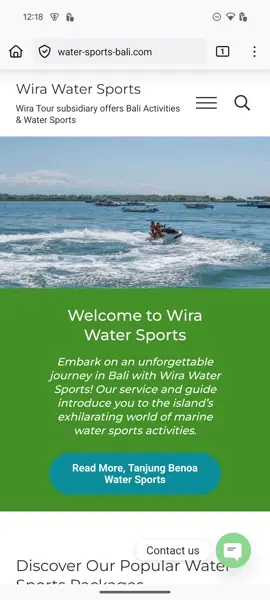 12:18
water-sports-bali.com
1
Wira Water Sports
Wira Tour subsidiary offers Bali Activities
& Water Sports
Welcome to Wira
Water Sports
Embark on an unforgettable
journey in Bali with Wira Water
Sports! Our service and guide
introduce you to the island's
exhilarating world of marine
water sports activities.
Read More, Tanjung Benoa
Water Sports
Contact us
Discover Our Popular Water
Sports Packages